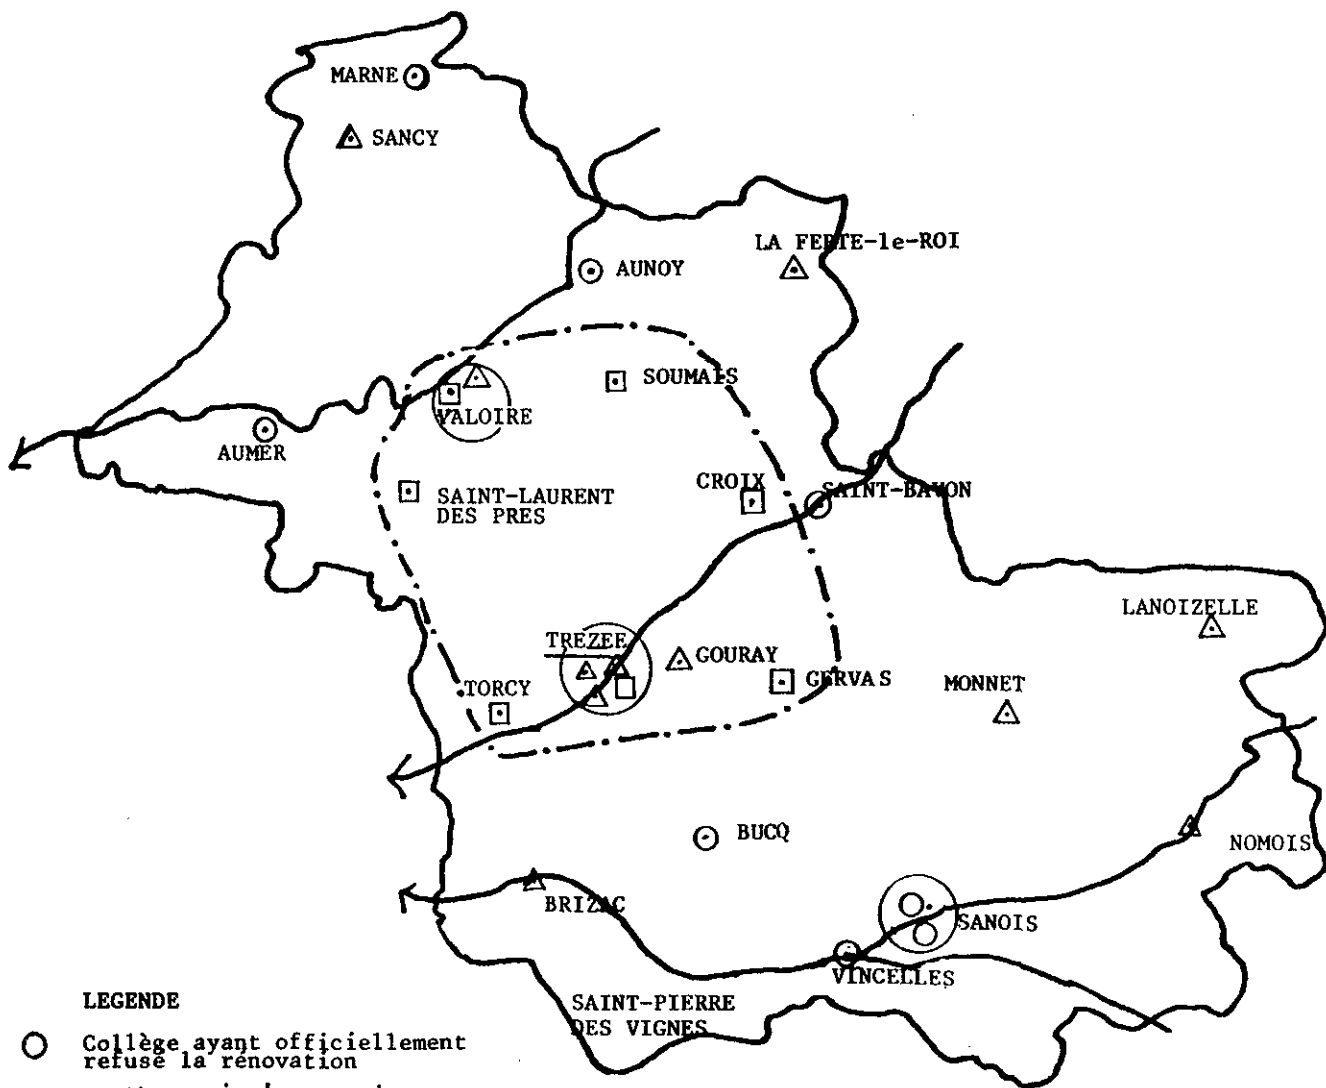 MARNE
SANCY
LA FERTE-le-ROI
AUNOY
SOUMAIS
VALOIRE
AUMER
CROIX
SAINT-BAVON
SAINT-LAURENT
DES PRES
LANOIZELLE
TREZEE
GOURAY
GERVAS
MONNET
TORCY
BUCQ
NOMOIS
BRIZAC
SANOIS
VINCELLES
SAINT-PIERRE
DES VIGNES
LEGENDE
Collège ayant officiellement
refusé la rénovation